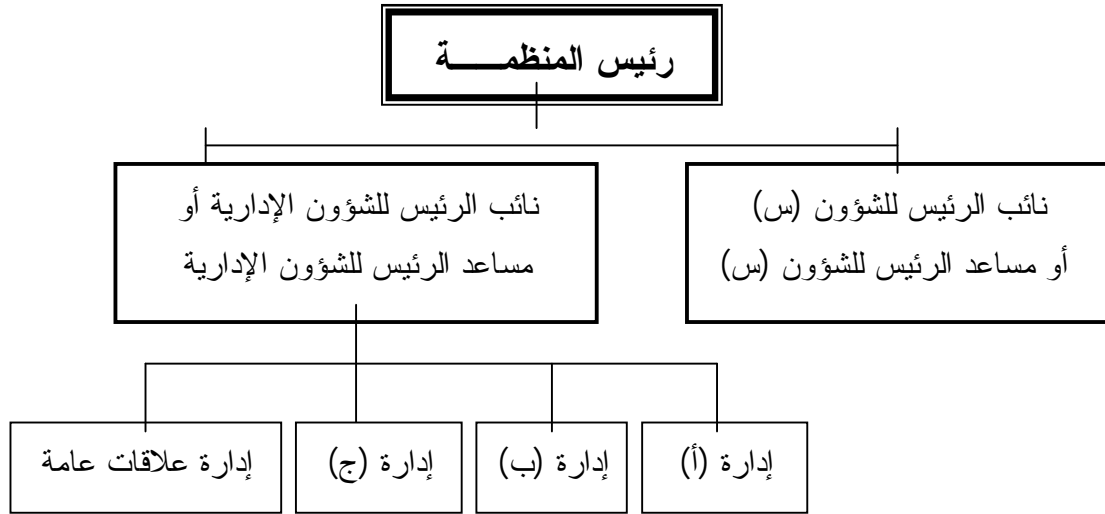 رئيس المنظمـــــة
نائب الرئيس للشؤون (س)
أو مساعد الرئيس للشؤون (س)
نائب الرئيس للشؤون الإدارية أو
مساعد الرئيس للشؤون الإدارية
إدارة (أ)
إدارة (ب)
إدارة (ج)
إدارة علاقات عامة